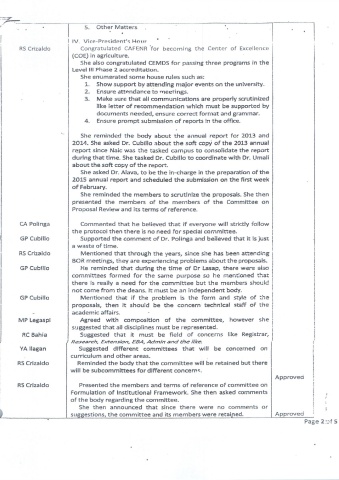 5. Other Matters
IV. Vice-President's Hour
RS Crizaldo
Congratulated CAFENR for becoming the Center of Excellence
(COE) in agriculture.
She also congratulated CEMDS for passing three programs in the
Level III Phase 2 accreditation.
She enumerated some house rules such as:
1. Show support by attending major events on the university.
2. Ensure attendance to meetings.
3. Make sure that all communications are properly scrutinized
like letter of recommendation which must be supported by
documents needed, ensure correct format and grammar.
4. Ensure prompt submission of reports in the office.
She reminded the body about the annual report for 2013 and
2014. She asked Dr. Cubillo about the soft copy of the 2013 annual
report since Naic was the tasked campus to consolidate the report
during that time. She tasked Dr. Cubillo to coordinate with Dr. Umali
about the soft copy of the report.
She asked Dr. Alava, to be the in-charge in the preparation of the
2015 annual report and scheduled the submission on the first week
of February.
She reminded the members to scrutinize the proposals. She then
presented the members of the members of the Committee on
Proposal Review and its terms of reference.
CA Polinga
Commented that he believed that if everyone will strictly follow
the protocol then there is no need for special committee.
GP Cubillo
Supported the comment of Dr. Polinga and believed that it is just
a waste of time.
RS Crizaldo
Mentioned that through the years, since she has been attending
BOR meetings, they are experiencing problems about the proposals.
GP Cubillo
He reminded that during the time of Dr Lasap, there were also
committees formed for the same purpose so he mentioned that
there is really a need for the committee but the members should
not come from the deans. It must be an independent body.
GP Cubillo
Mentioned that if the problem is the form and style of the
proposals, then it should be the concern technical staff of the
academic affairs.
MP Legaspi
Agreed with composition of the committee, however she
suggested that all disciplines must be represented.
RC Bahia
Suggested that it must be field of concerns like Registrar,
Research, Extension, EBA, Admin and the like.
YA Ilagan
Suggested different committees that will be concerned on
curriculum and other areas.
RS Crizaldo
Reminded the body that the committee will be retained but there
will be subcommittees for different concerns.
Approved
RS Crizaldo
Presented the members and terms of reference of committee on
Formulation of Institutional Framework. She then asked comments
of the body regarding the committee.
She then announced that since there were no comments or
suggestions, the committee and its members were retained.
Approved
Page 2 of 5